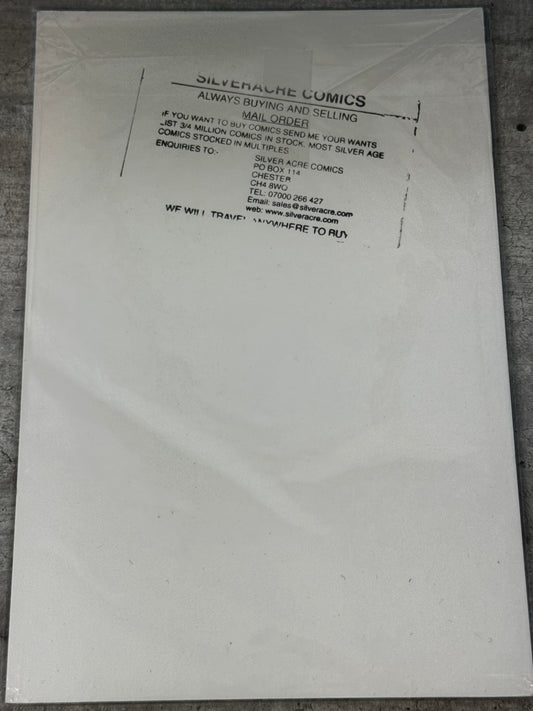 SILVERACRE COMICS
ALWAYS BUYING AND SELLING
MAIL ORDER
IF YOU WANT TO BUY COMICS SEND ME YOUR WANTS
LIST 3/4 MILLION COMICS IN STOCK. MOST SILVER AGE
COMICS STOCKED IN MULTIPLES
ENQUIRIES TO:-
SILVER ACRE COMICS
PO BOX 114
CHESTER
CH4 8WQ
TEL: 07000 266 427
Email: sales@silveracre.com
web: www.silveracre.com
WE WILL TRAVEL ANYWHERE TO BUY